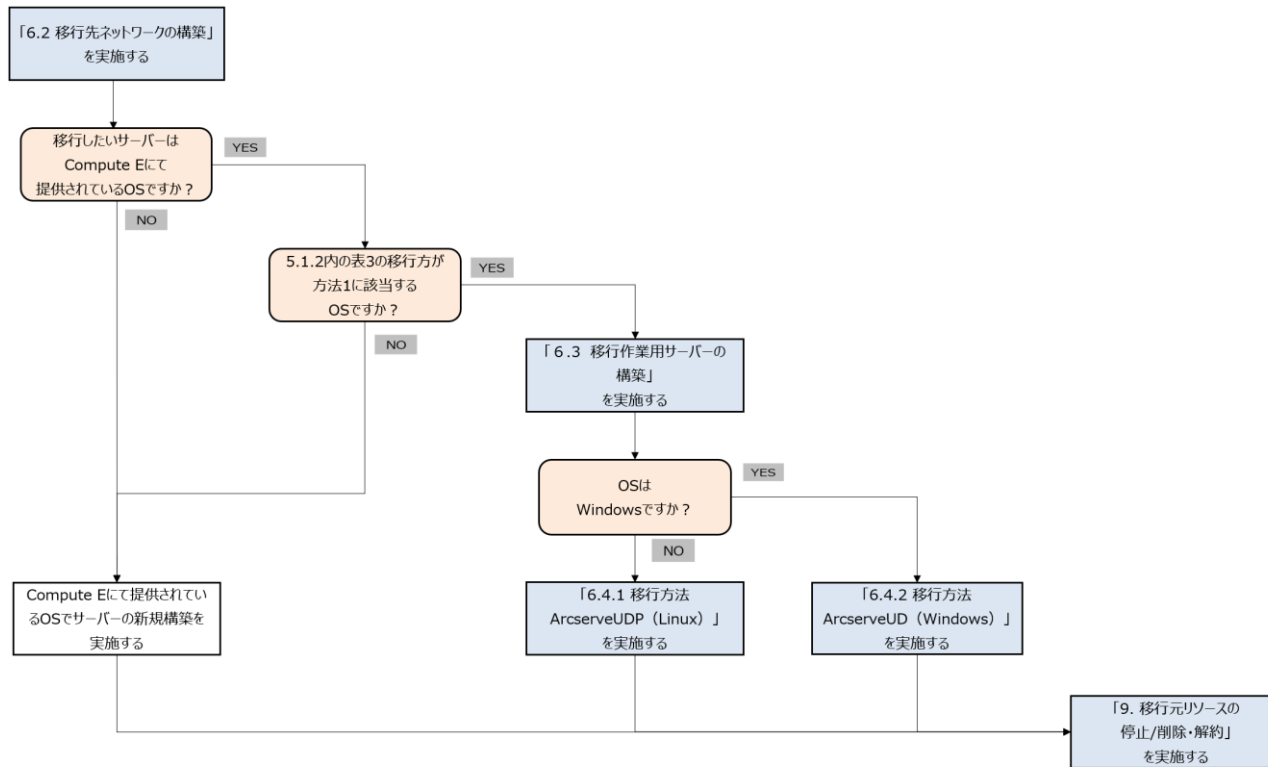 「6.2 移行先ネットワークの構築」
を実施する
移行したいサーバーは
Compute Eにて
提供されているOSですか？
YES
NO
5.1.2内の表3の移行方が
方法1に該当する
OSですか？
YES
NO
「６.3 移行作業用サーバーの
構築」
を実施する
OSは
Windowsですか？
YES
NO
Compute Eにて提供されてい
るOSでサーバーの新規構築を
実施する
「6.4.1 移行方法
ArcserveUDP（Linux）」
を実施する
「6.4.2 移行方法
ArcserveUD（Windows）」
を実施する
「9. 移行元リソースの
停止/削除・解約」
を実施する